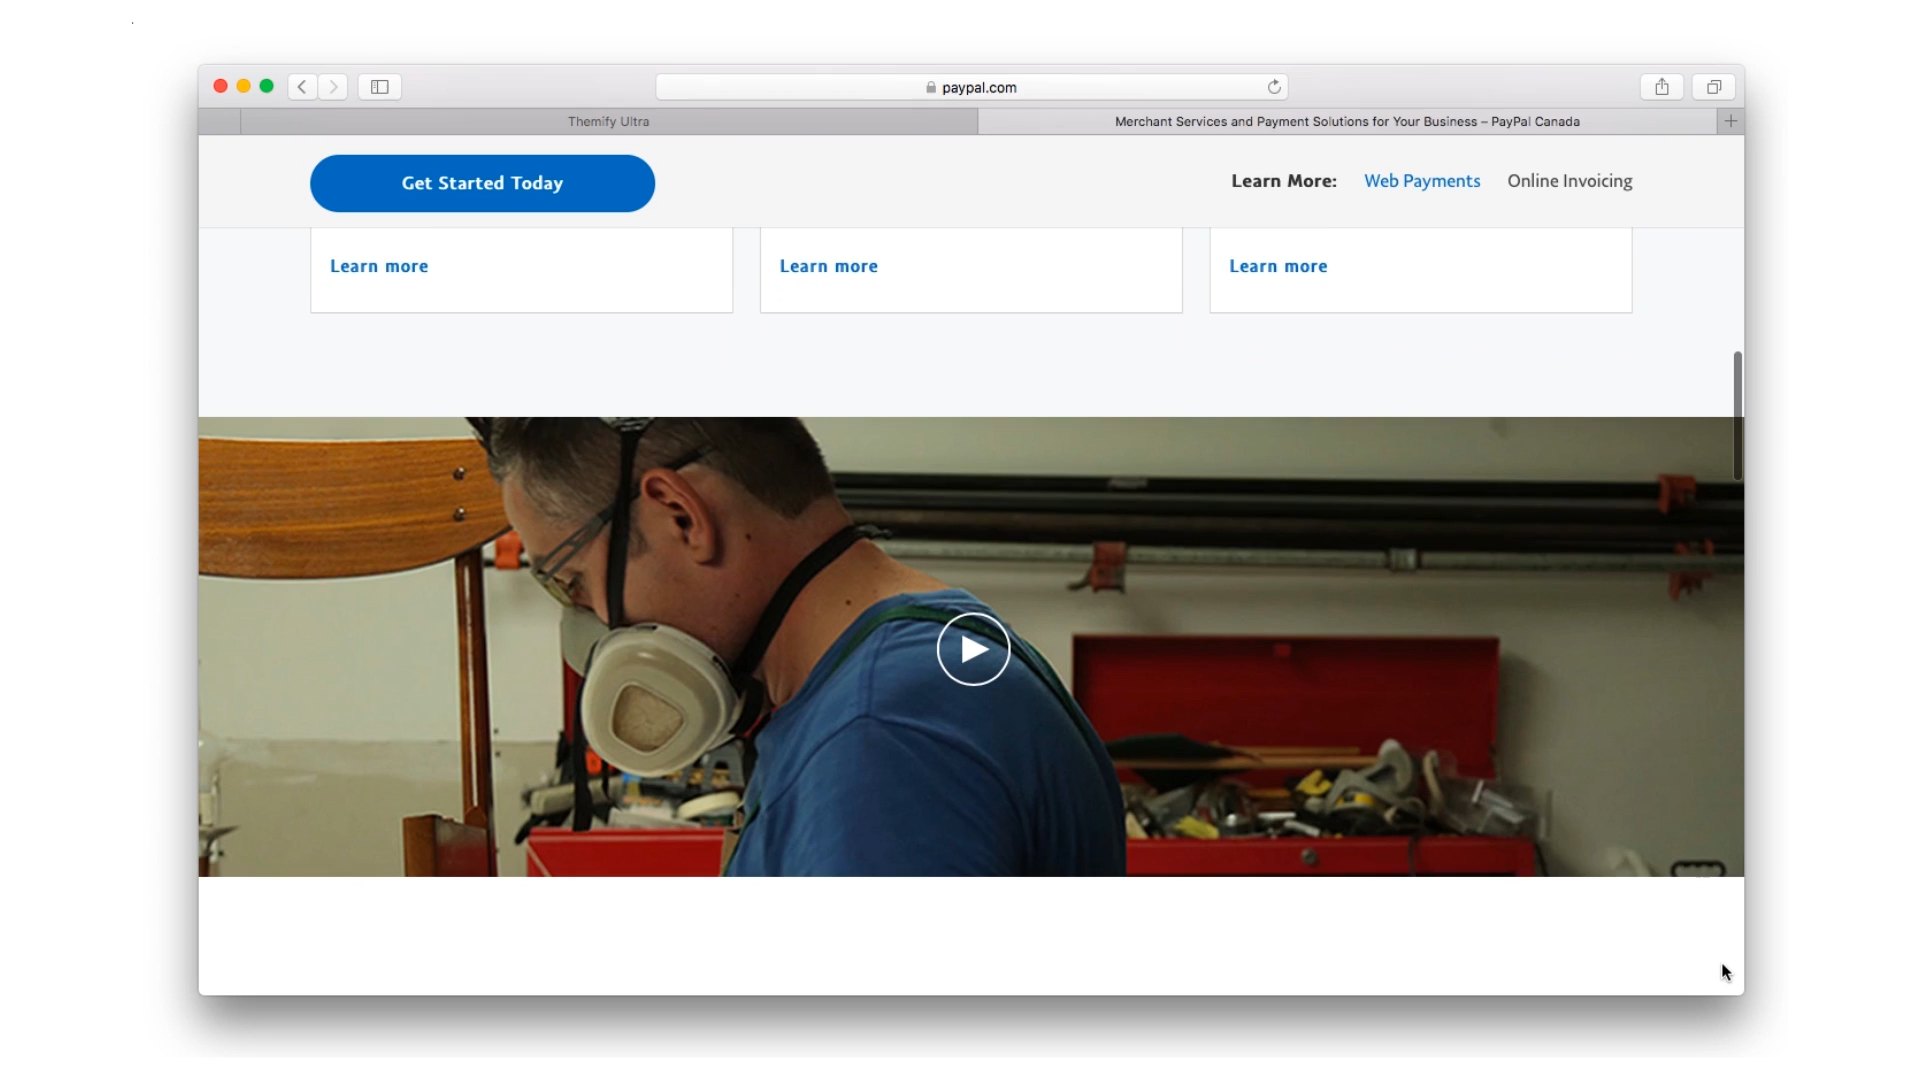 paypal.com
Themify Ultra
Merchant Services and Payment Solutions for Your Business – PayPal Canada
Get Started Today
Learn More: Web Payments Online Invoicing
Learn more
Learn more
Learn more